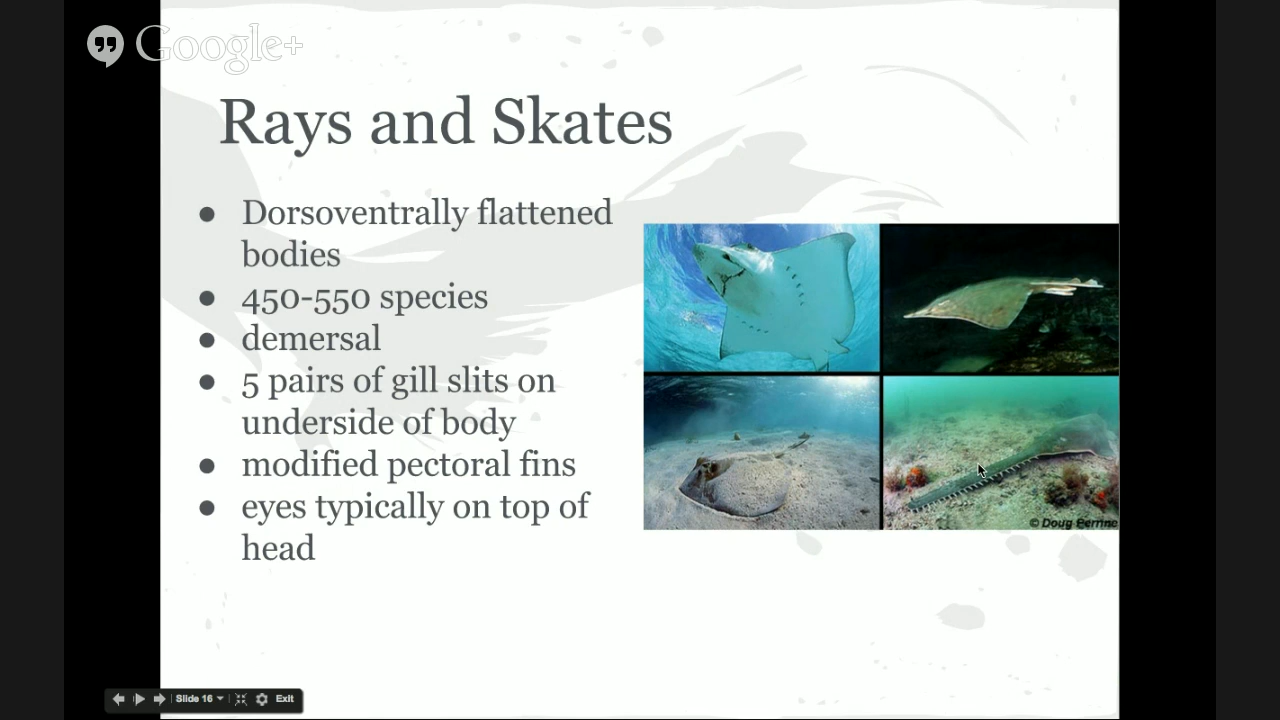 Google+
Rays and Skates
● Dorsoventrally flattened
bodies
● 450-550 species
● demersal
● 5 pairs of gill slits on
underside of body
● modified pectoral fins
● eyes typically on top of
head
© Doug Perrine
Slide 16
Exit